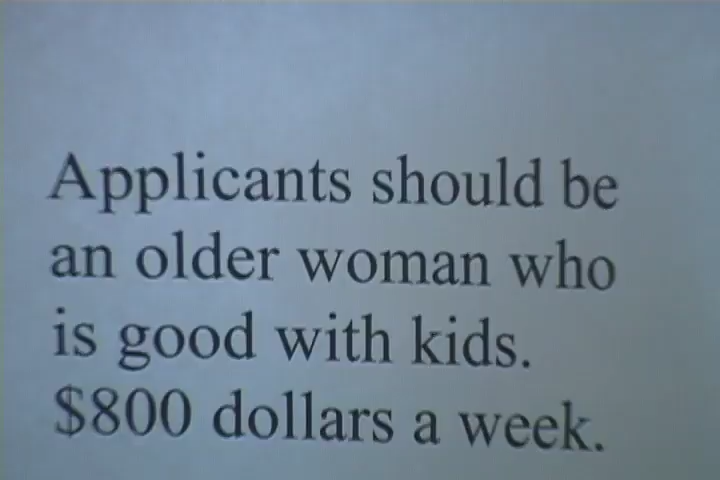 Applicants should be
an older woman who
is good with kids.
$800 dollars a week.